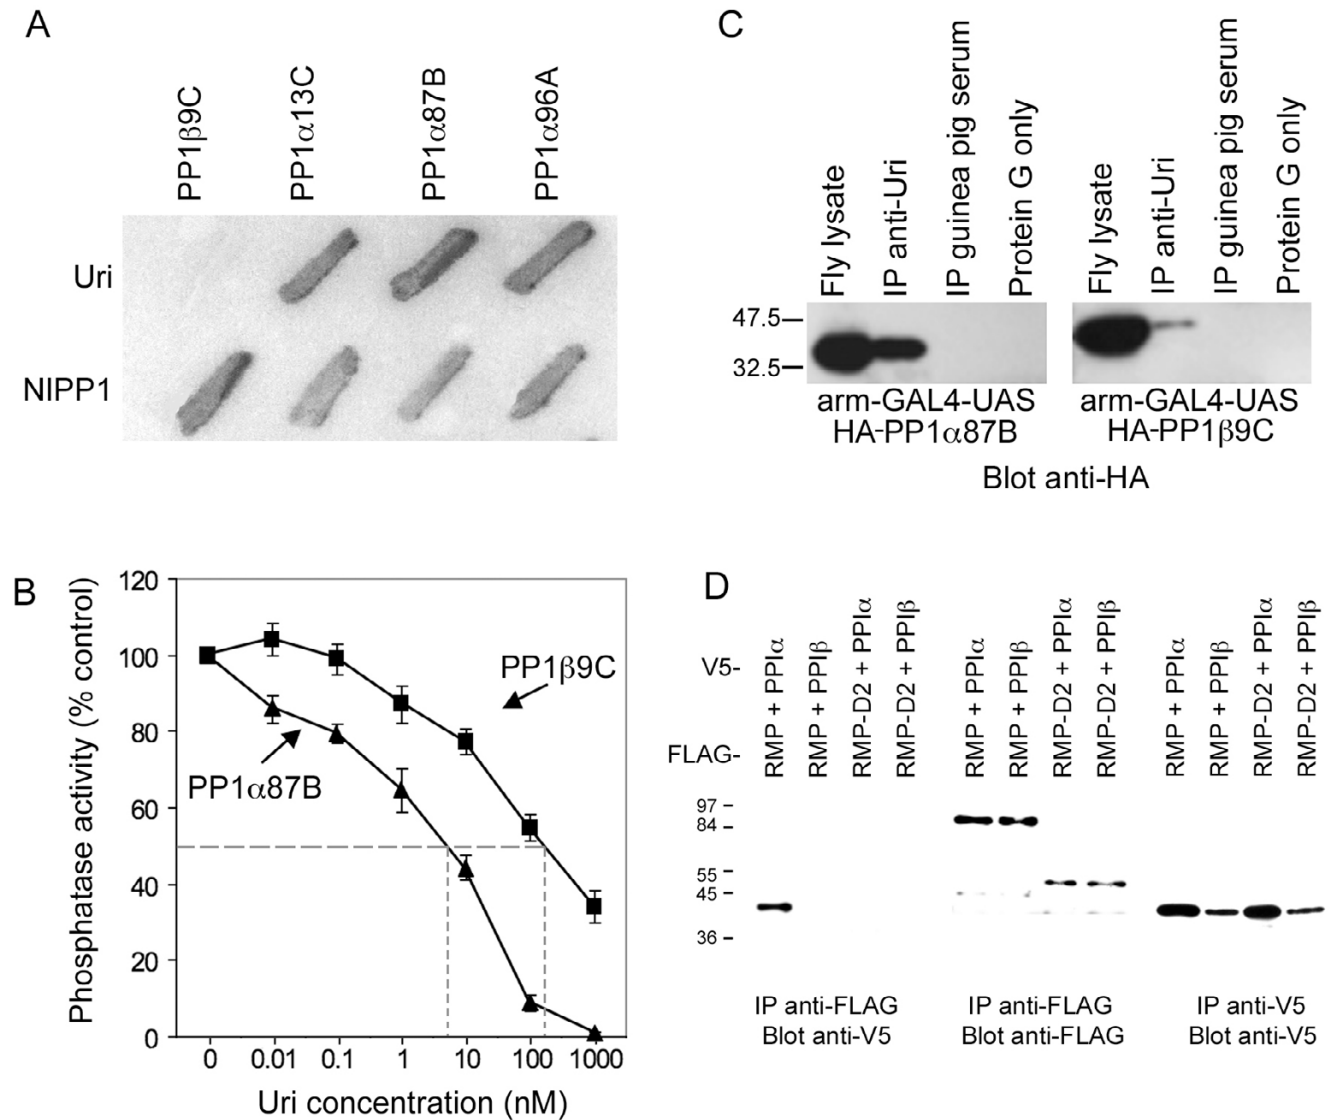 A
PP1β9C
PP1α13C
PP1α87B
PP1α96A
Uri
NIPP1
C
Fly lysate
IP anti-Uri
IP guinea pig serum
Protein G only
Fly lysate
IP anti-Uri
IP guinea pig serum
Protein G only
47.5
32.5
arm-GAL4-UAS
HA-PP1α87B
arm-GAL4-UAS
HA-PP1β9C
Blot anti-HA
B
Phosphatase activity (% control)
120
100
80
60
40
20
0
PP1β9C
PP1α87B
0 0.01 0.1 1 10 100 1000
Uri concentration (nM)
D
V5-
FLAG-
RMP + PPIα
RMP + PPIβ
RMP-D2 + PPIα
RMP-D2 + PPIβ
RMP + PPIα
RMP + PPIβ
RMP-D2 + PPIα
RMP-D2 + PPIβ
RMP + PPIα
RMP + PPIβ
RMP-D2 + PPIα
RMP-D2 + PPIβ
97
84
55
45
36
IP anti-FLAG
Blot anti-V5
IP anti-FLAG
Blot anti-FLAG
IP anti-V5
Blot anti-V5